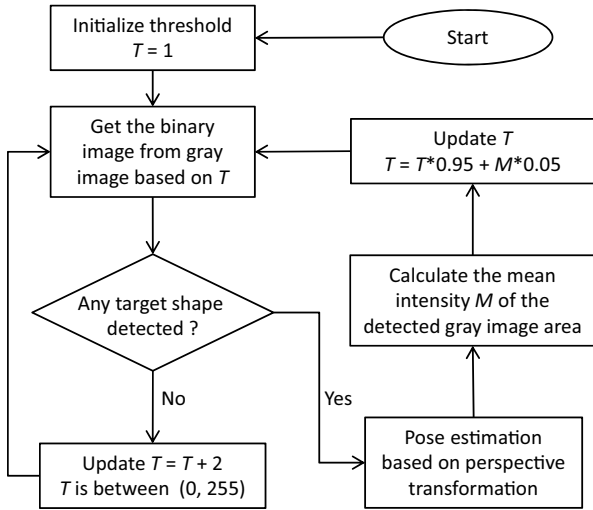 Initialize threshold
T = 1
Start
Get the binary
image from gray
image based on T
Update T
T = T*0.95 + M*0.05
Any target shape
detected ?
Calculate the mean
intensity M of the
detected gray image area
No
Yes
Update T = T + 2
T is between (0, 255)
Pose estimation
based on perspective
transformation